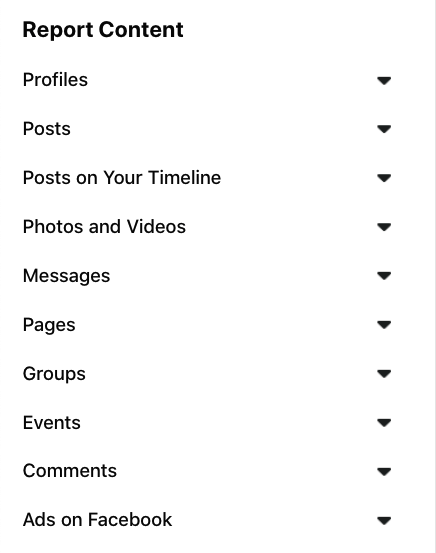 Report Content
Profiles
Posts
Posts on Your Timeline
Photos and Videos
Messages
Pages
Groups
Events
Comments
Ads on Facebook